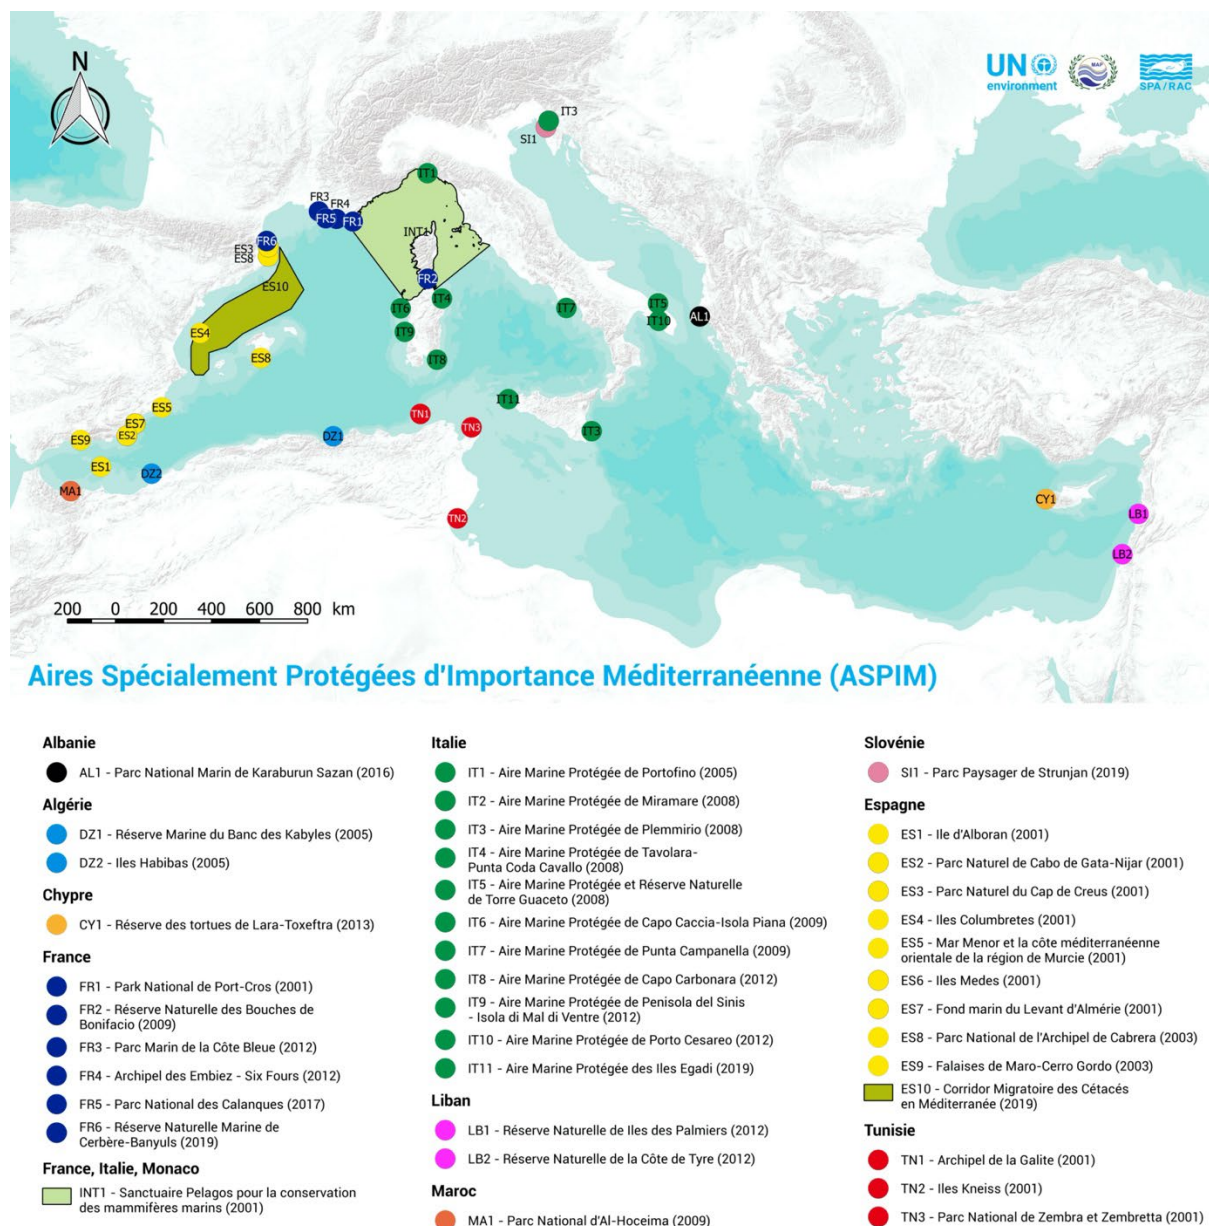 N
UN
environment
MAP
SPA/RAC
IT3
SI1
IT1
FR3
FR4
FR5
FR1
INT1
FR6
ES3
ES8
ES10
FR2
IT4
IT6
IT5
IT7
IT10
AL1
ES4
IT9
ES8
IT8
IT11
ES5
TN1
ES7
TN3
IT3
ES2
DZ1
ES9
ES1
DZ2
MA1
CY1
LB1
TN2
LB2
200 0 200 400 600 800 km
Aires Spécialement Protégées d'Importance Méditerranéenne (ASPIM)
Albanie
AL1 - Parc National Marin de Karaburun Sazan (2016)
Algérie
DZ1 - Réserve Marine du Banc des Kabyles (2005)
DZ2 - Iles Habibas (2005)
Chypre
CY1 - Réserve des tortues de Lara-Toxeftra (2013)
France
FR1 - Park National de Port-Cros (2001)
FR2 - Réserve Naturelle des Bouches de
Bonifacio (2009)
FR3 - Parc Marin de la Côte Bleue (2012)
FR4 - Archipel des Embiez - Six Fours (2012)
FR5 - Parc National des Calanques (2017)
FR6 - Réserve Naturelle Marine de
Cerbère-Banyuls (2019)
France, Italie, Monaco
INT1 - Sanctuaire Pelagos pour la conservation
des mammifères marins (2001)
Italie
IT1 - Aire Marine Protégée de Portofino (2005)
IT2 - Aire Marine Protégée de Miramare (2008)
IT3 - Aire Marine Protégée de Plemmirio (2008)
IT4 - Aire Marine Protégée de Tavolara-
Punta Coda Cavallo (2008)
IT5 - Aire Marine Protégée et Réserve Naturelle
de Torre Guaceto (2008)
IT6 - Aire Marine Protégée de Capo Caccia-Isola Piana (2009)
IT7 - Aire Marine Protégée de Punta Campanella (2009)
IT8 - Aire Marine Protégée de Capo Carbonara (2012)
IT9 - Aire Marine Protégée de Penisola del Sinis
- Isola di Mal di Ventre (2012)
IT10 - Aire Marine Protégée de Porto Cesareo (2012)
IT11 - Aire Marine Protégée des Iles Egadi (2019)
Liban
LB1 - Réserve Naturelle de Iles des Palmiers (2012)
LB2 - Réserve Naturelle de la Côte de Tyre (2012)
Maroc
MA1 - Parc National d'Al-Hoceima (2009)
Slovénie
SI1 - Parc Paysager de Strunjan (2019)
Espagne
ES1 - Ile d'Alboran (2001)
ES2 - Parc Naturel de Cabo de Gata-Nijar (2001)
ES3 - Parc Naturel du Cap de Creus (2001)
ES4 - Iles Columbretes (2001)
ES5 - Mar Menor et la côte méditerranéenne
orientale de la région de Murcie (2001)
ES6 - Iles Medes (2001)
ES7 - Fond marin du Levant d'Almérie (2001)
ES8 - Parc National de l'Archipel de Cabrera (2003)
ES9 - Falaises de Maro-Cerro Gordo (2003)
ES10 - Corridor Migratoire des Cétacés
en Méditerranée (2019)
Tunisie
TN1 - Archipel de la Galite (2001)
TN2 - Iles Kneiss (2001)
TN3 - Parc National de Zembra et Zembretta (2001)